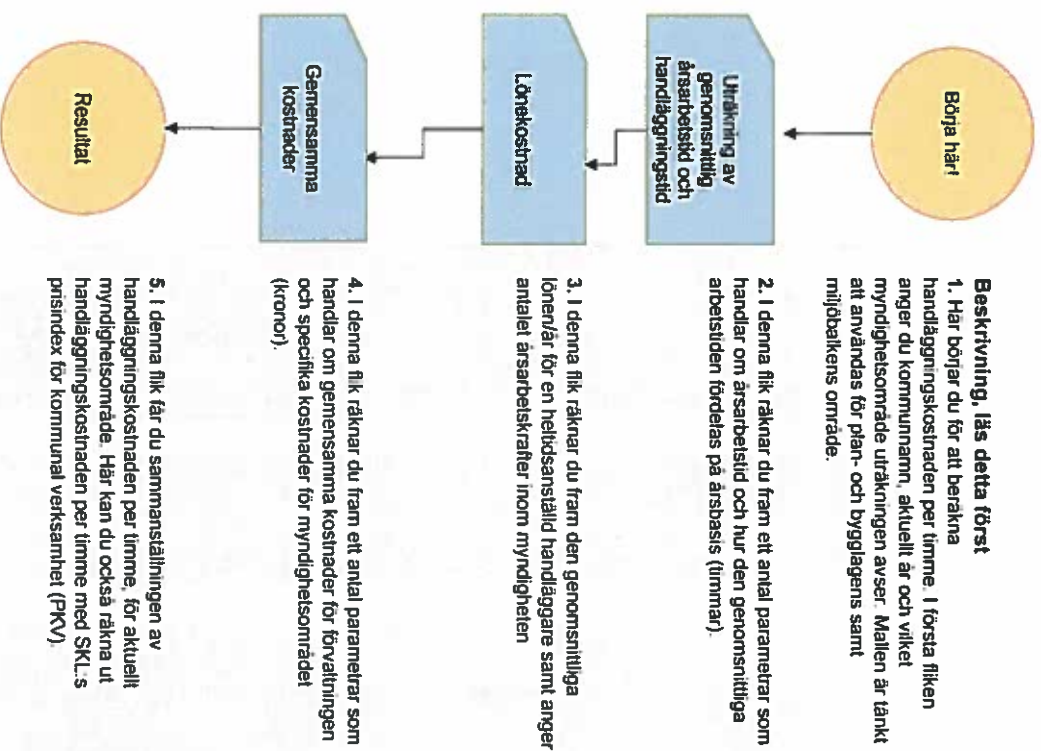 Börja här!
Uträkning av
genomsnittlig
årsarbetstid och
handläggningstid
Lönekostnad
Gemensamma
kostnader
Resultat
Beskrivning, läs detta först
1. Här börjar du för att beräkna
handläggningskostnaden per timme. I första fliken
anger du kommunnamn, aktuellt år och vilket
myndighetsområde uträkningen avser. Mallen är tänkt
att användas för plan- och bygglagens samt
miljöbalkens område.
2. I denna flik räknar du fram ett antal parametrar som
handlar om årsarbetstid och hur den genomsnittliga
arbetstiden fördelas på årsbasis (timmar).
3. I denna flik räknar du fram den genomsnittliga
lönen/år för en heltidsanställd handläggare samt anger
antalet årsarbetskrafter inom myndigheten
4. I denna flik räknar du fram ett antal parametrar som
handlar om gemensamma kostnader för förvaltningen
och specifika kostnader för myndighetsområdet
(kronor).
5. I denna flik får du sammanställningen av
handläggningskostnaden per timme, för aktuellt
myndighetsområde. Här kan du också räkna ut
handläggningskostnaden per timme med SKL:s
prisindex för kommunal verksamhet (PKV).